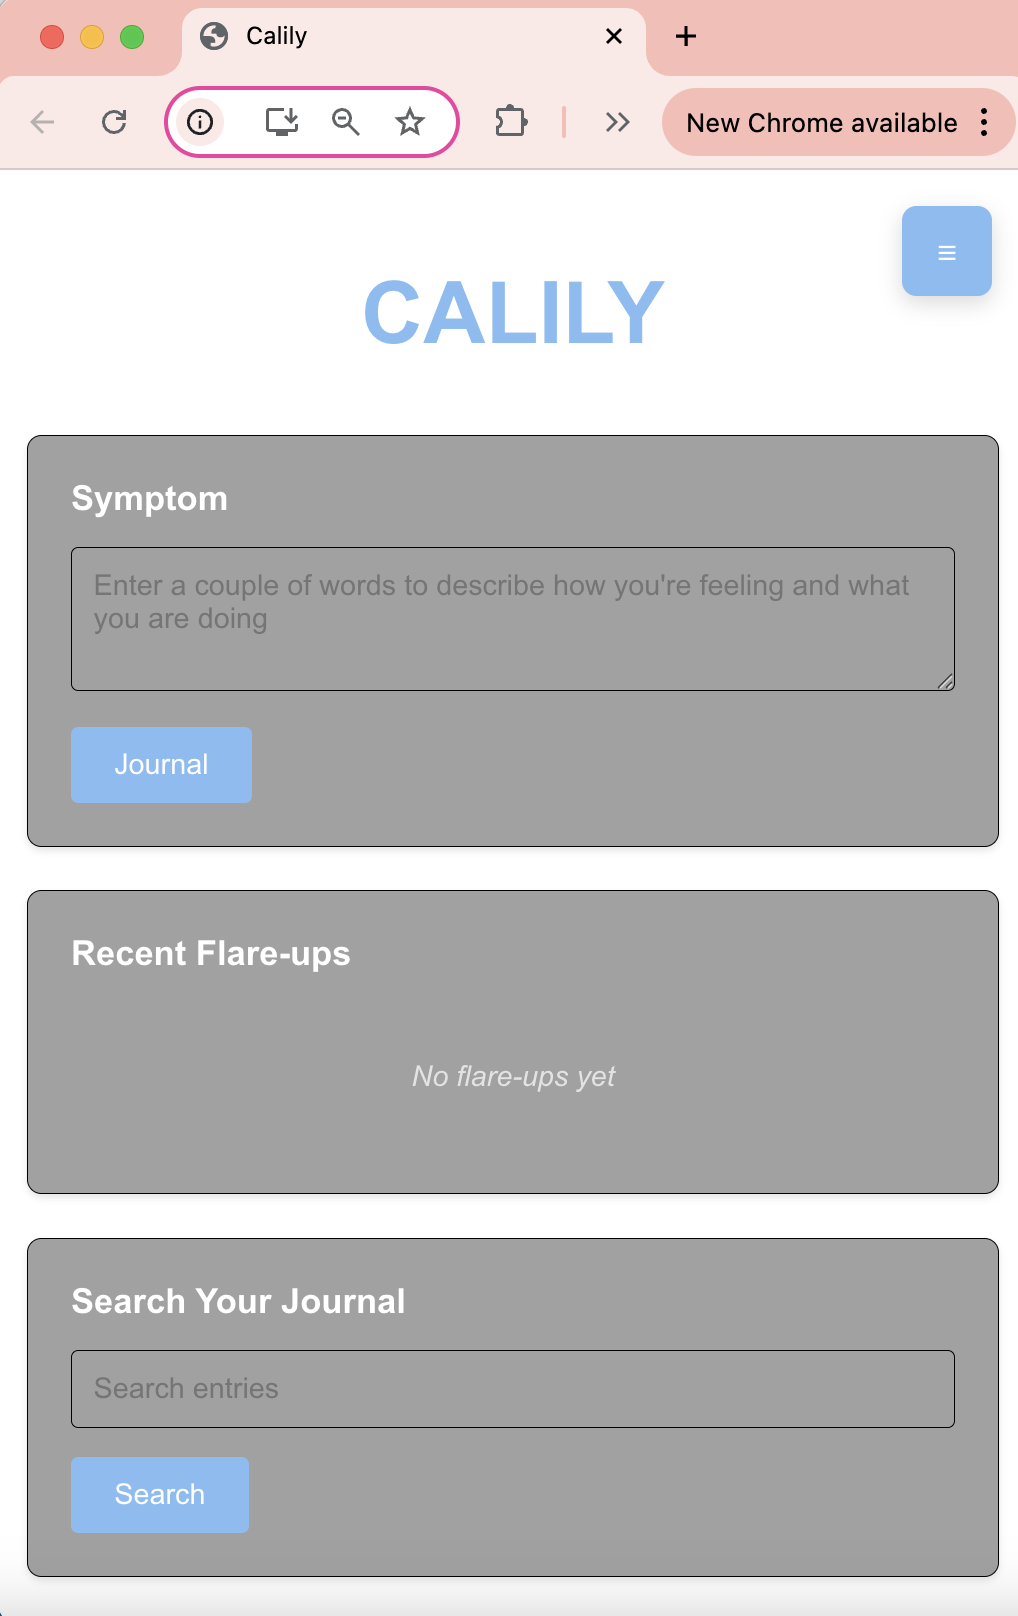 Calily
New Chrome available
CALILY
Symptom
Enter a couple of words to describe how you're feeling and what
you are doing
Journal
Recent Flare-ups
No flare-ups yet
Search Your Journal
Search entries
Search